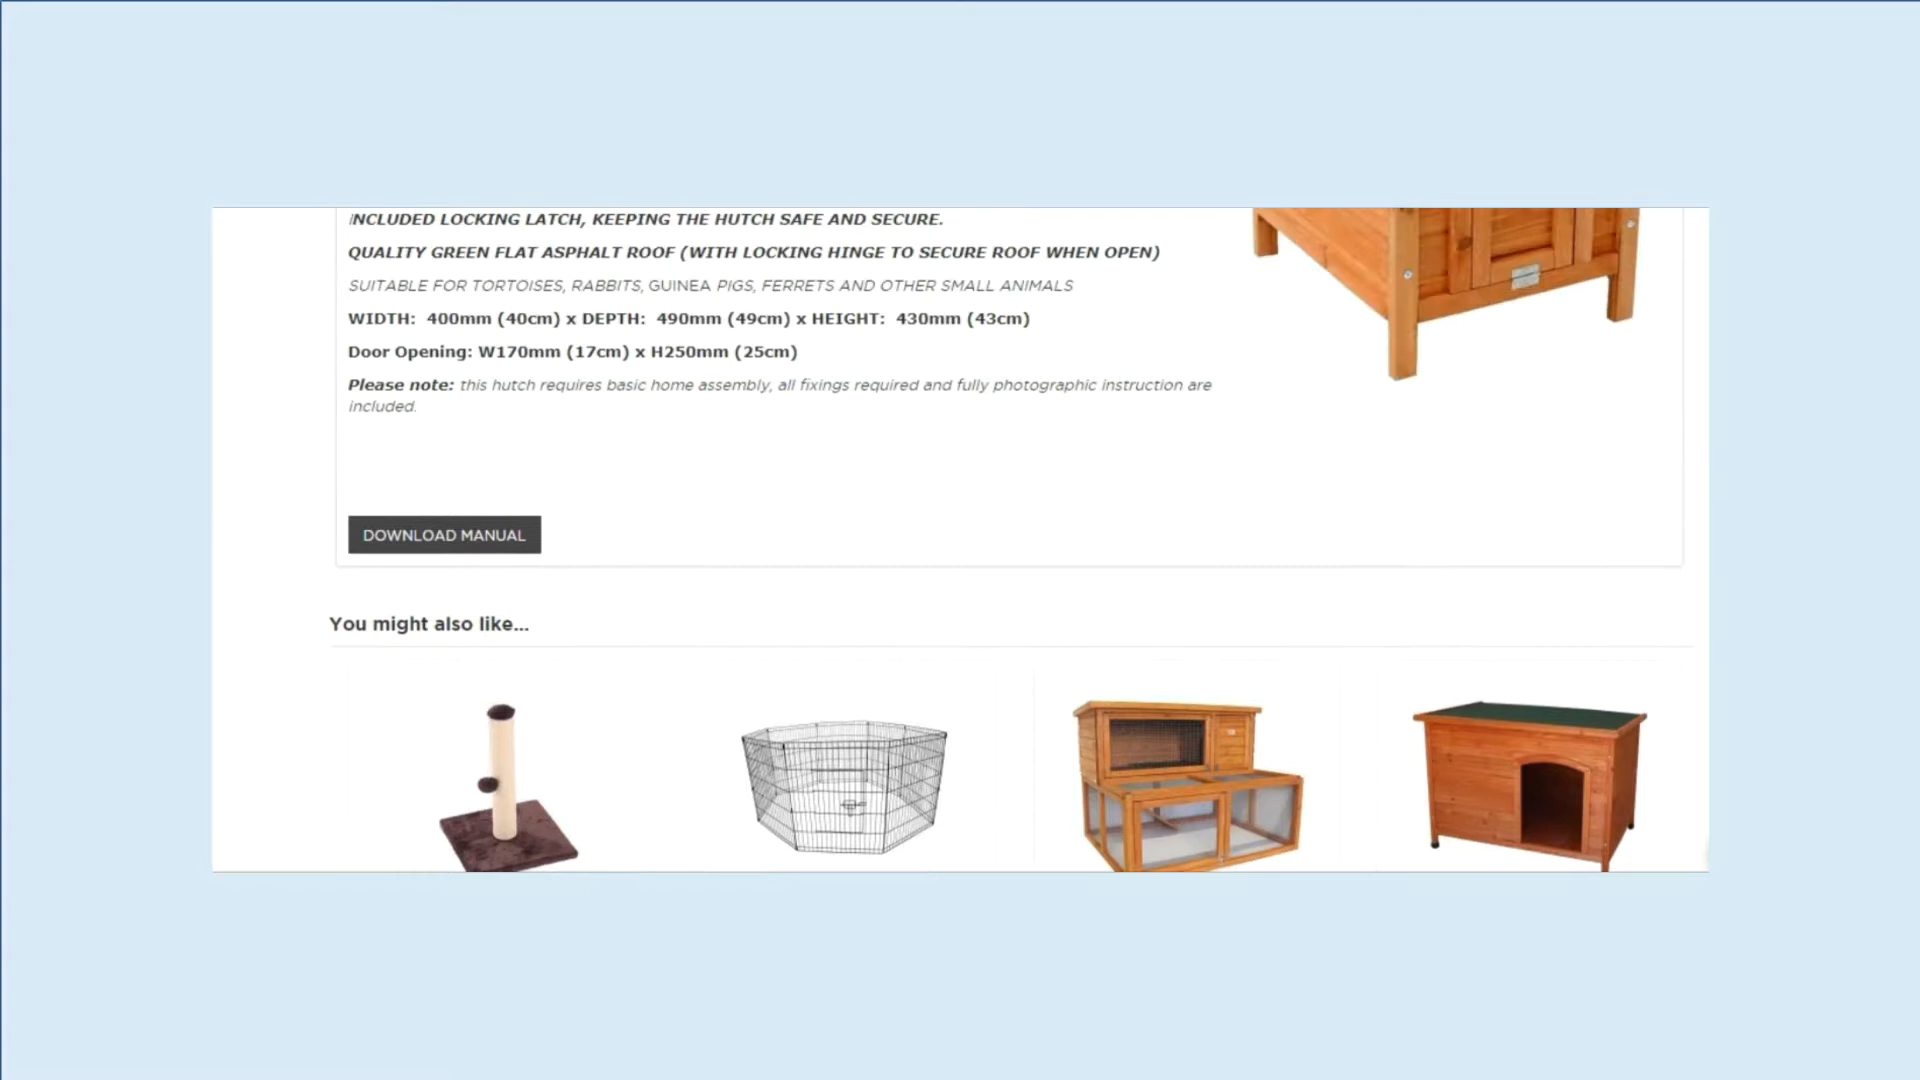 INCLUDED LOCKING LATCH, KEEPING THE HUTCH SAFE AND SECURE.
QUALITY GREEN FLAT ASPHALT ROOF (WITH LOCKING HINGE TO SECURE ROOF WHEN OPEN)
SUITABLE FOR TORTOISES, RABBITS, GUINEA PIGS, FERRETS AND OTHER SMALL ANIMALS
WIDTH: 400mm (40cm) x DEPTH: 490mm (49cm) x HEIGHT: 430mm (43cm)
Door Opening: W170mm (17cm) x H250mm (25cm)
Please note: this hutch requires basic home assembly, all fixings required and fully photographic instruction are
included.
DOWNLOAD MANUAL
You might also like...